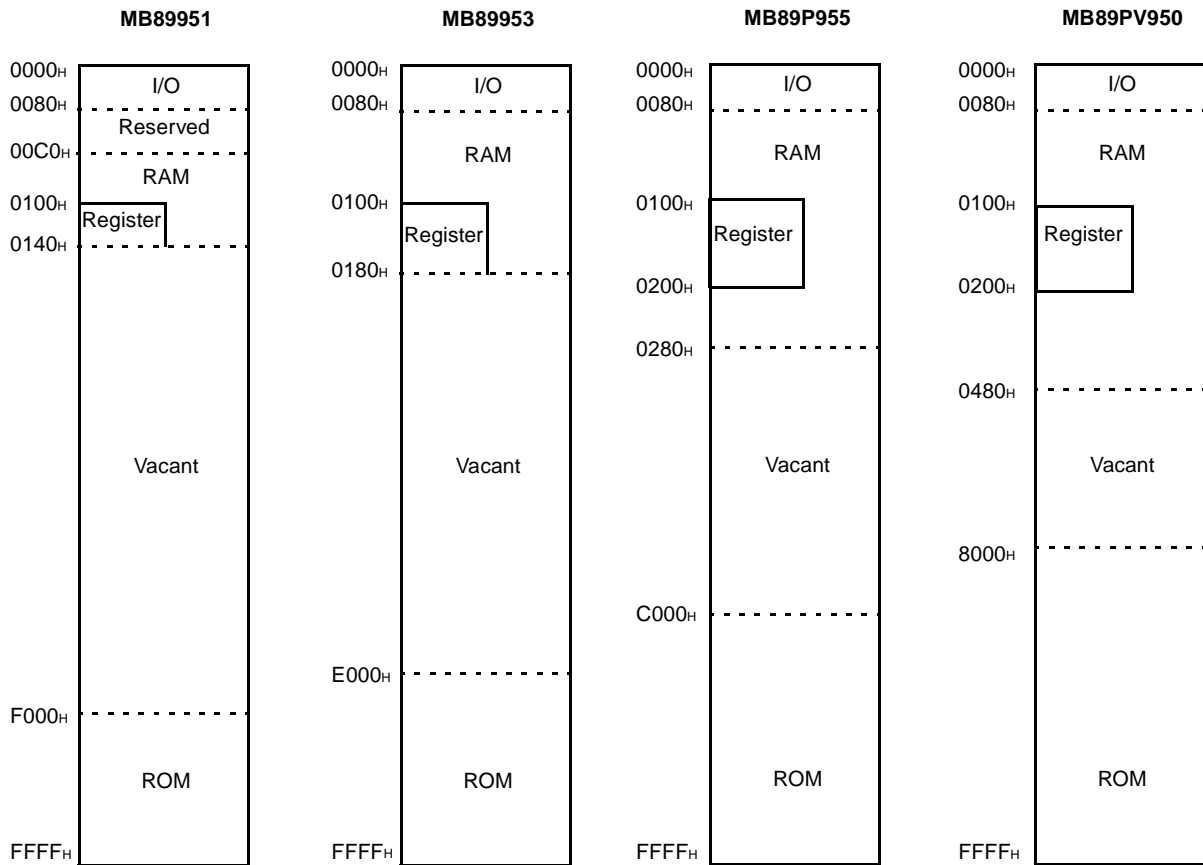 MB89951
0000H
I/O
0080H
Reserved
00C0H
RAM
0100H
Register
0140H
Vacant
F000H
ROM
FFFFH
MB89953
0000H
I/O
0080H
RAM
0100H
Register
0180H
Vacant
E000H
ROM
FFFFH
MB89P955
0000H
I/O
0080H
RAM
0100H
Register
0200H
0280H
Vacant
C000H
ROM
FFFFH
MB89PV950
0000H
I/O
0080H
RAM
0100H
Register
0200H
0480H
Vacant
8000H
ROM
FFFFH